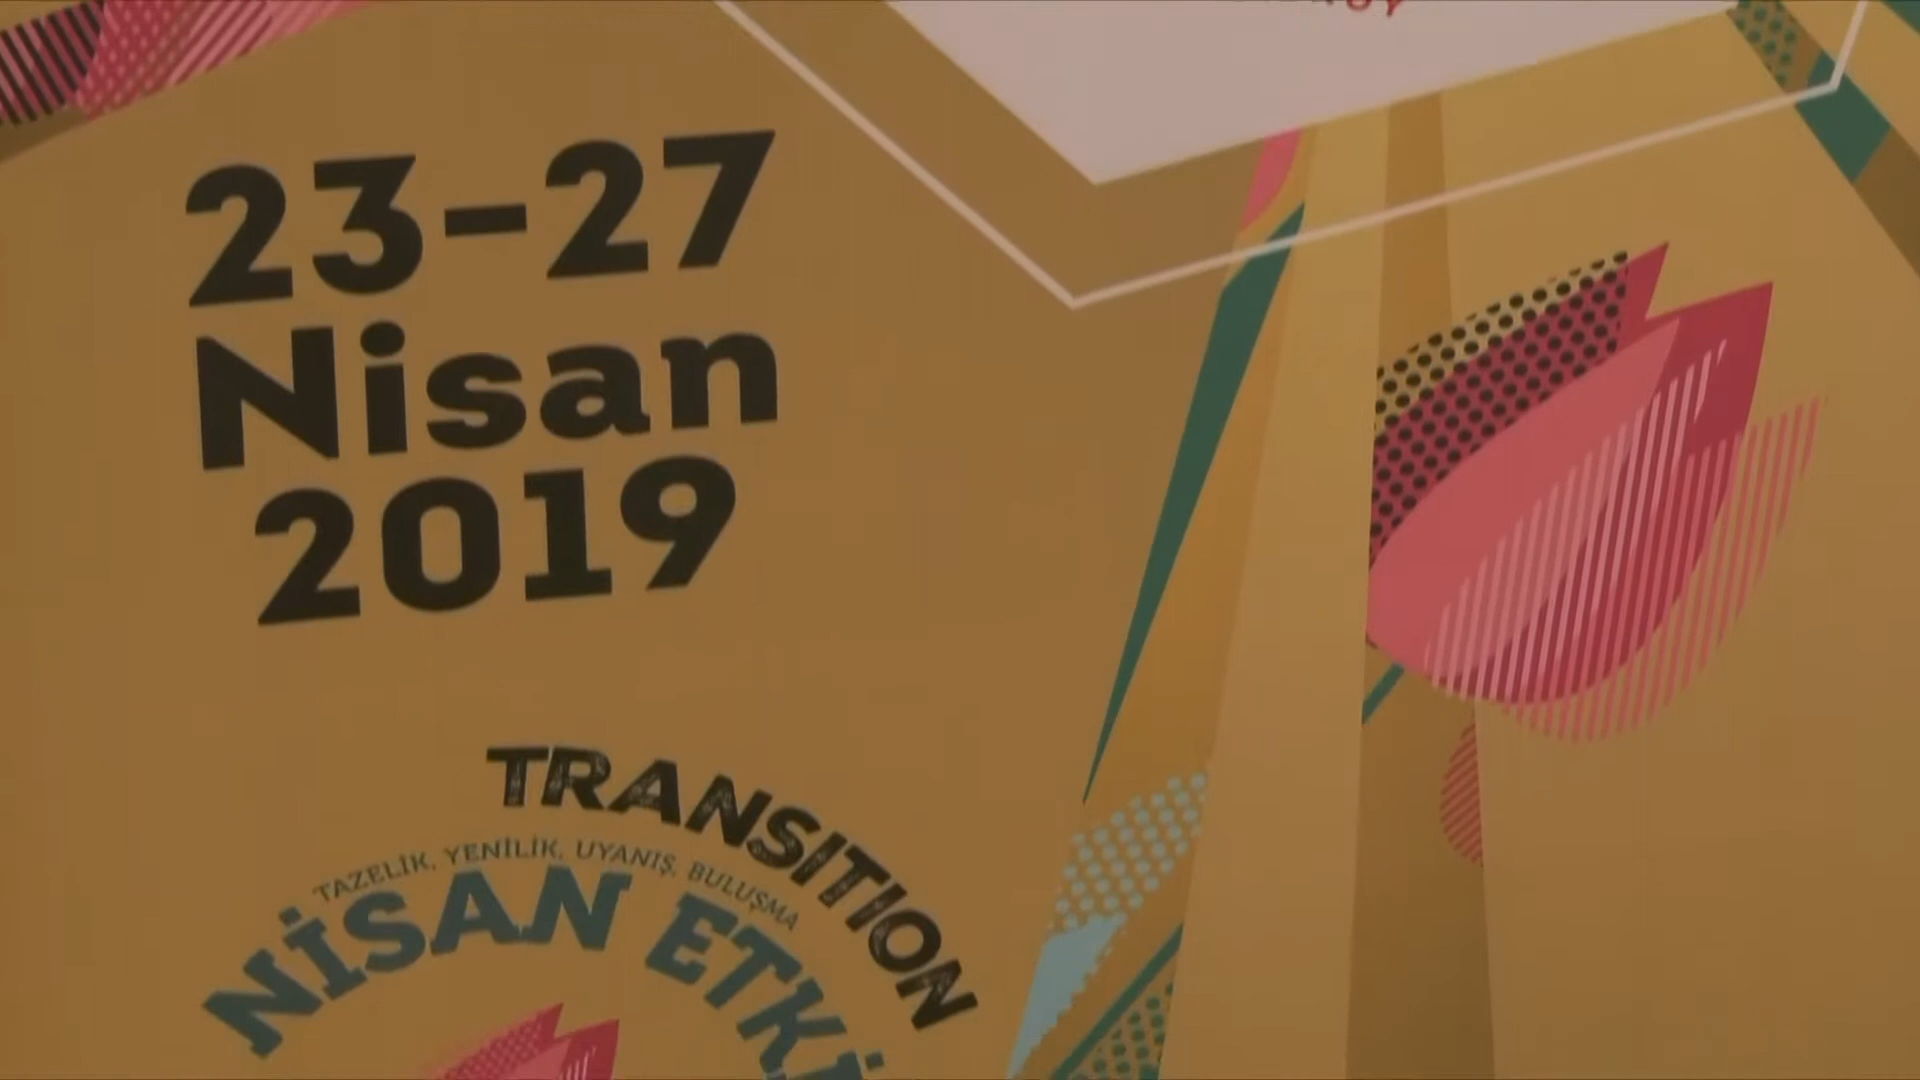 23-27
Nisan
2019
TRANSITION
TAZELİK, YENİLİK, UYANIŞ, BULUŞMA
NİSAN ETKİ